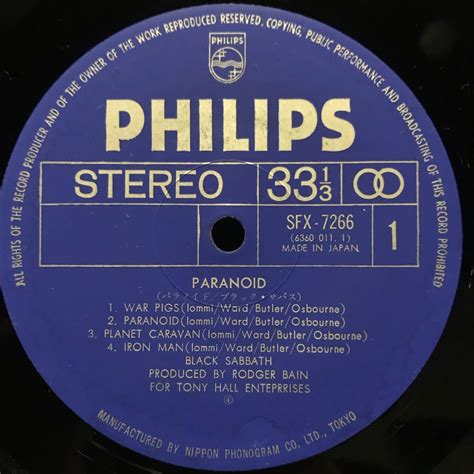 ALL RIGHTS OF THE RECORD PRODUCER AND OF THE OWNER OF THE WORK REPRODUCED RESERVED. COPYING, PUBLIC PERFORMANCE AND BROADCASTING OF THIS RECORD PROHIBITED
PHILIPS
PHILIPS
STEREO 33 1/3
SFX-7266
(6360 011. 1)
MADE IN JAPAN
1
PARANOID
(パラノイド/ブラック・サバス)
1. WAR PIGS(Iommi/Ward/Butler/Osbourne)
2. PARANOID(Iommi/Ward/Butler/Osbourne)
3. PLANET CARAVAN(Iommi/Ward/Butler/Osbourne)
4. IRON MAN(Iommi/Ward/Butler/Osbourne)
BLACK SABBATH
PRODUCED BY RODGER BAIN
FOR TONY HALL ENTEPRRISES
④
MANUFACTURED BY NIPPON PHONOGRAM CO. LTD., TOKYO